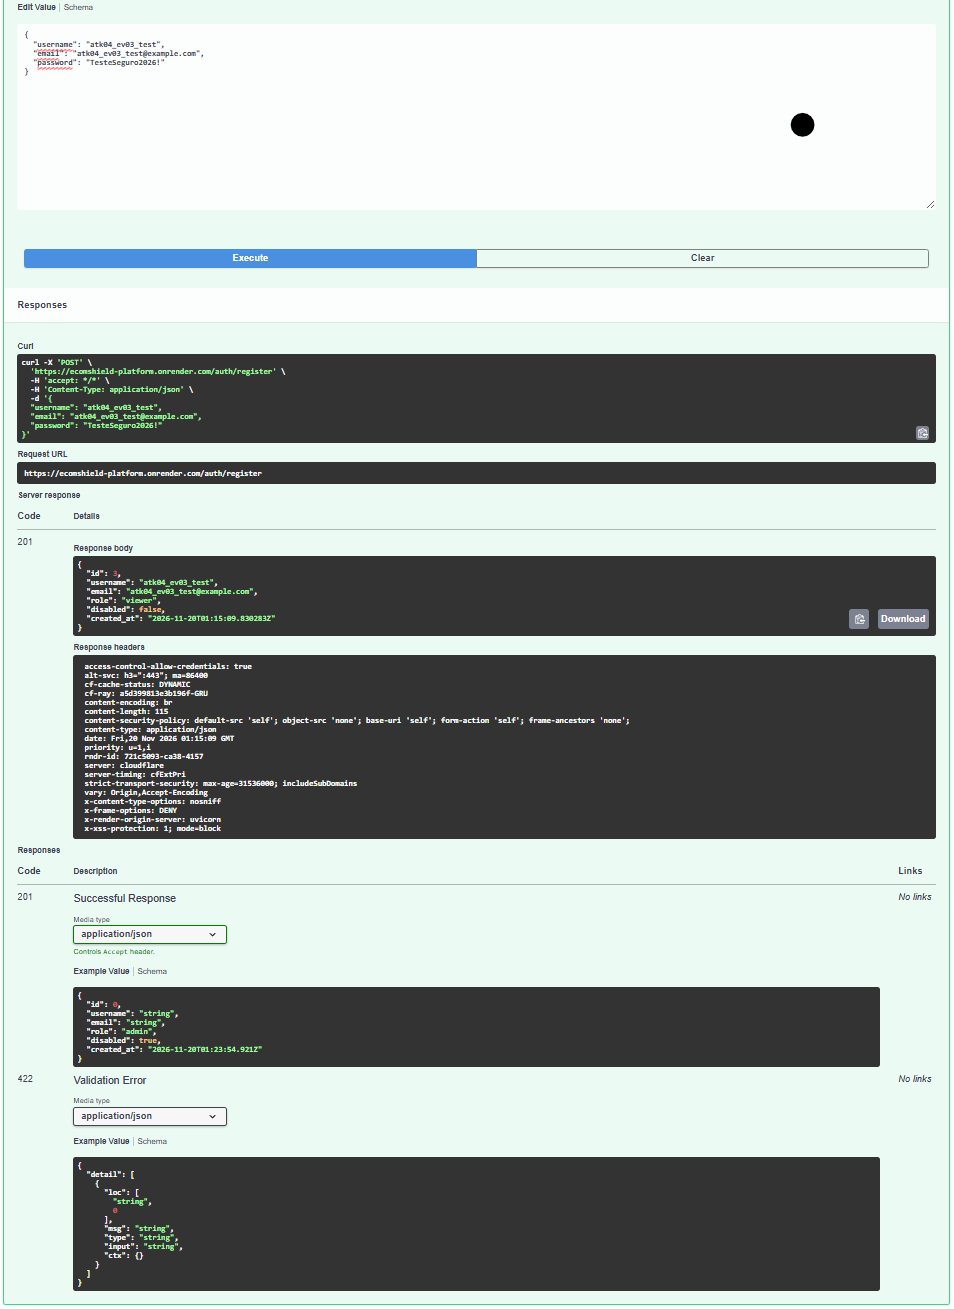 Edit Value | Schema
{
  "username": "atk04_ev03_test",
  "email": "atk04_ev03_test@example.com",
  "password": "TesteSeguro2026!"
}
Execute
Clear
Responses
Curl
curl -X 'POST' \
  'https://ecomshield-platform.onrender.com/auth/register' \
  -H 'accept: */*' \
  -H 'Content-Type: application/json' \
  -d '{
  "username": "atk04_ev03_test",
  "email": "atk04_ev03_test@example.com",
  "password": "TesteSeguro2026!"
}'
Request URL
https://ecomshield-platform.onrender.com/auth/register
Server response
Code Details
201
Response body
{
  "id": 3,
  "username": "atk04_ev03_test",
  "email": "atk04_ev03_test@example.com",
  "role": "viewer",
  "disabled": false,
  "created_at": "2026-11-20T01:15:09.830283Z"
}
Download
Response headers
access-control-allow-credentials: true
alt-svc: h3=":443"; ma=86400
cf-cache-status: DYNAMIC
cf-ray: a5d399813e3b196f-GRU
content-encoding: br
content-length: 115
content-security-policy: default-src 'self'; object-src 'none'; base-uri 'self'; form-action 'self'; frame-ancestors 'none';
content-type: application/json
date: Fri,20 Nov 2026 01:15:09 GMT
priority: u=1,i
rndr-id: 721c5093-ca38-4157
server: cloudflare
server-timing: cfExtPri
strict-transport-security: max-age=31536000; includeSubDomains
vary: Origin,Accept-Encoding
x-content-type-options: nosniff
x-frame-options: DENY
x-render-origin-server: uvicorn
x-xss-protection: 1; mode=block
Responses
Code Description Links
201 Successful Response No links
Media type
application/json
Controls Accept header.
Example Value | Schema
{
  "id": 0,
  "username": "string",
  "email": "string",
  "role": "admin",
  "disabled": true,
  "created_at": "2026-11-20T01:23:54.921Z"
}
422 Validation Error No links
Media type
application/json
Example Value | Schema
{
  "detail": [
    {
      "loc": [
        "string",
        0
      ],
      "msg": "string",
      "type": "string",
      "input": "string",
      "ctx": {}
    }
  ]
}